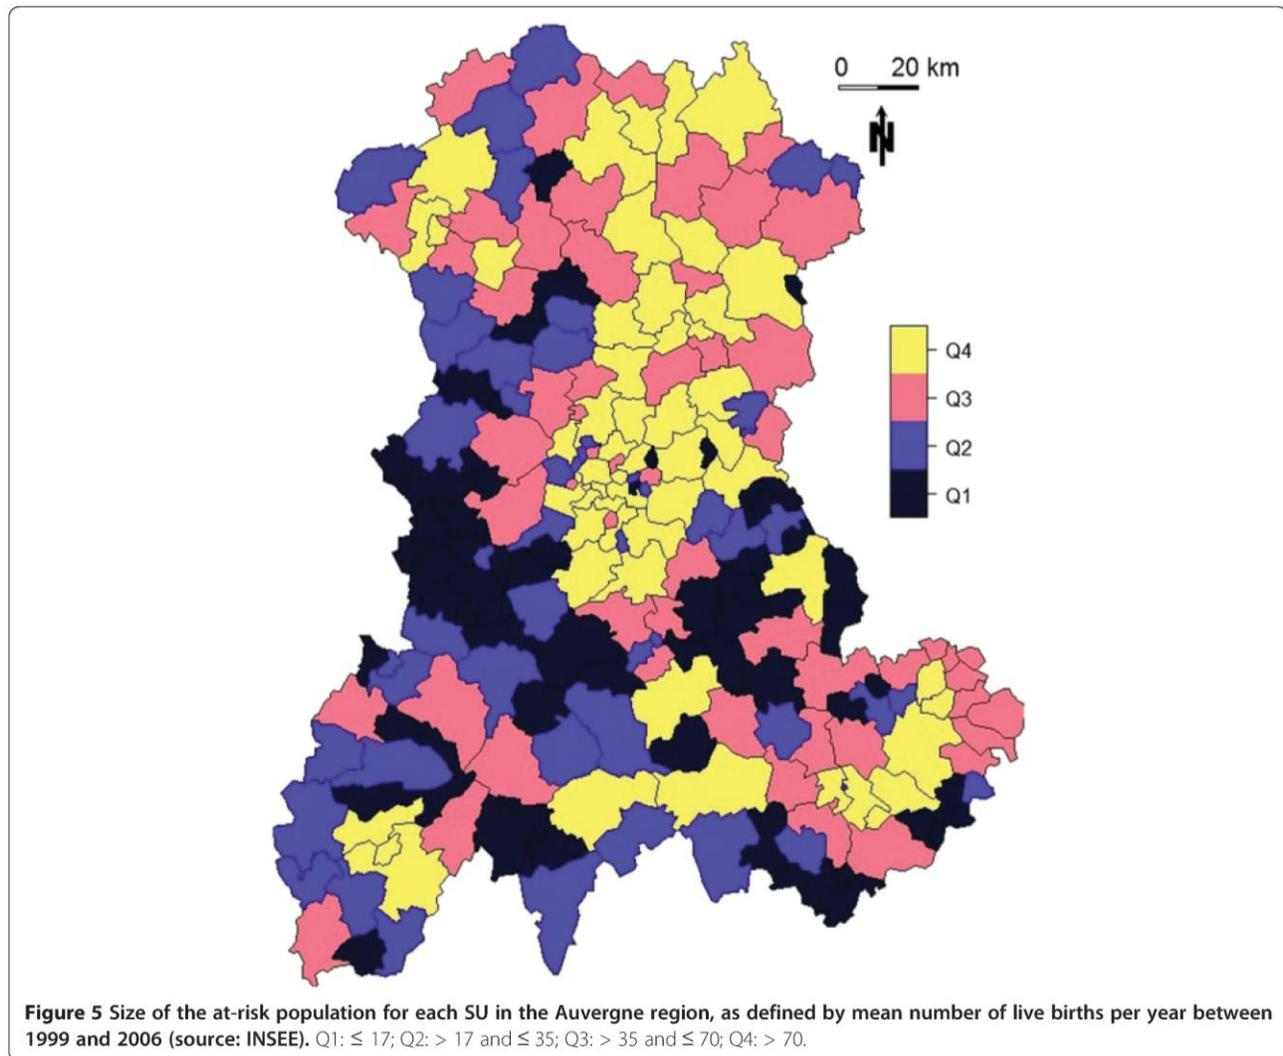 0 20 km
N
Q4
Q3
Q2
Q1
Figure 5 Size of the at-risk population for each SU in the Auvergne region, as defined by mean number of live births per year between
1999 and 2006 (source: INSEE). Q1: ≤ 17; Q2: > 17 and ≤ 35; Q3: > 35 and ≤ 70; Q4: > 70.